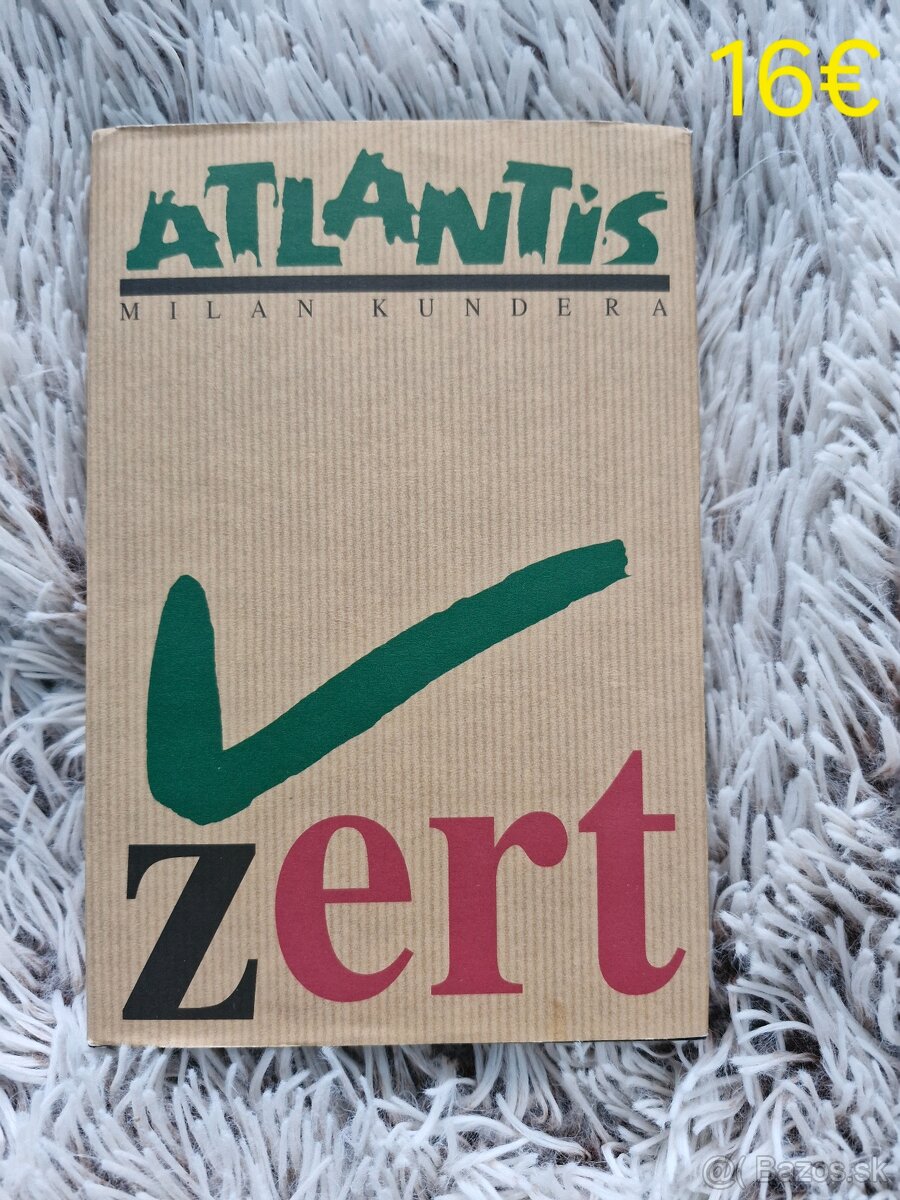 16€
ATLANTiS
MILAN KUNDERA
žert
@( Bazos.sk